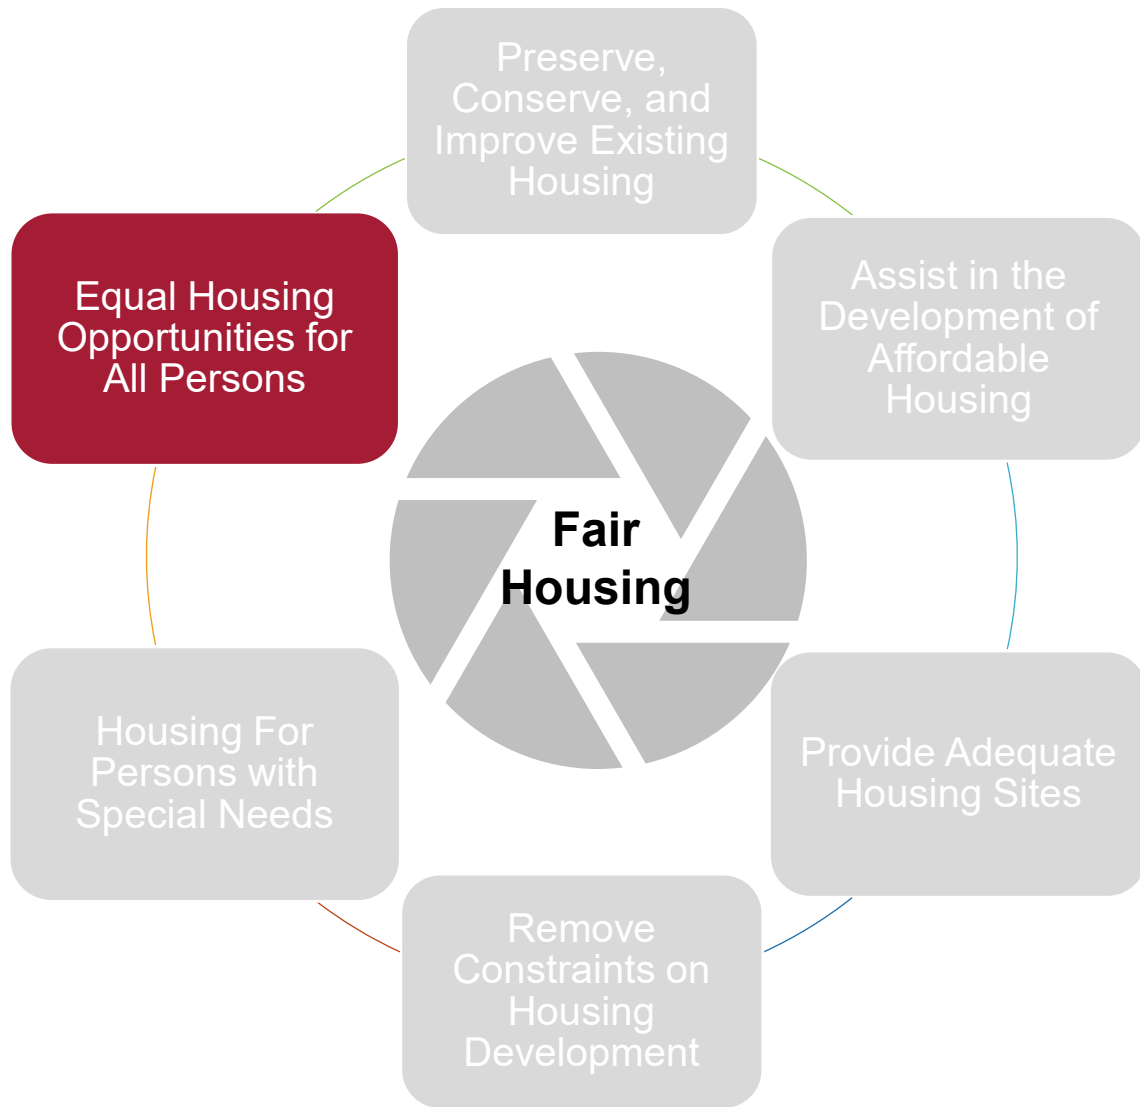 Preserve,
Conserve, and
Improve Existing
Housing
Assist in the
Development of
Affordable
Housing
Provide Adequate
Housing Sites
Remove
Constraints on
Housing
Development
Housing For
Persons with
Special Needs
Equal Housing
Opportunities for
All Persons
Fair
Housing